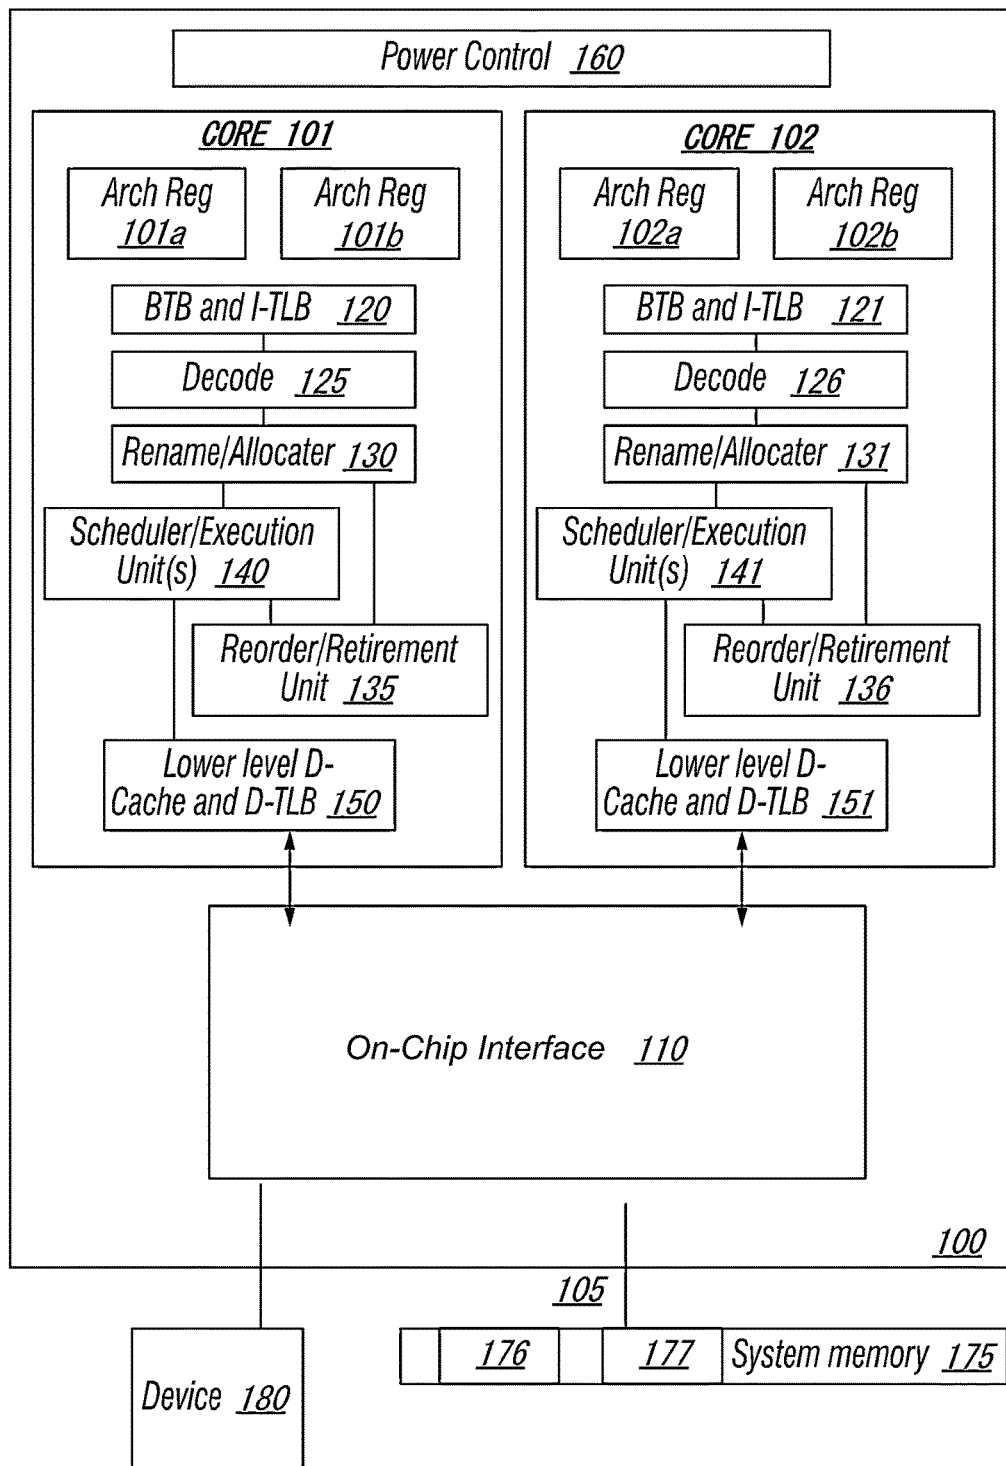 Power Control 160
CORE 101
Arch Reg
101a
Arch Reg
101b
BTB and I-TLB 120
Decode 125
Rename/Allocater 130
Scheduler/Execution
Unit(s) 140
Reorder/Retirement
Unit 135
Lower level D-
Cache and D-TLB 150
CORE 102
Arch Reg
102a
Arch Reg
102b
BTB and I-TLB 121
Decode 126
Rename/Allocater 131
Scheduler/Execution
Unit(s) 141
Reorder/Retirement
Unit 136
Lower level D-
Cache and D-TLB 151
On-Chip Interface 110
100
105
176
177
System memory 175
Device 180